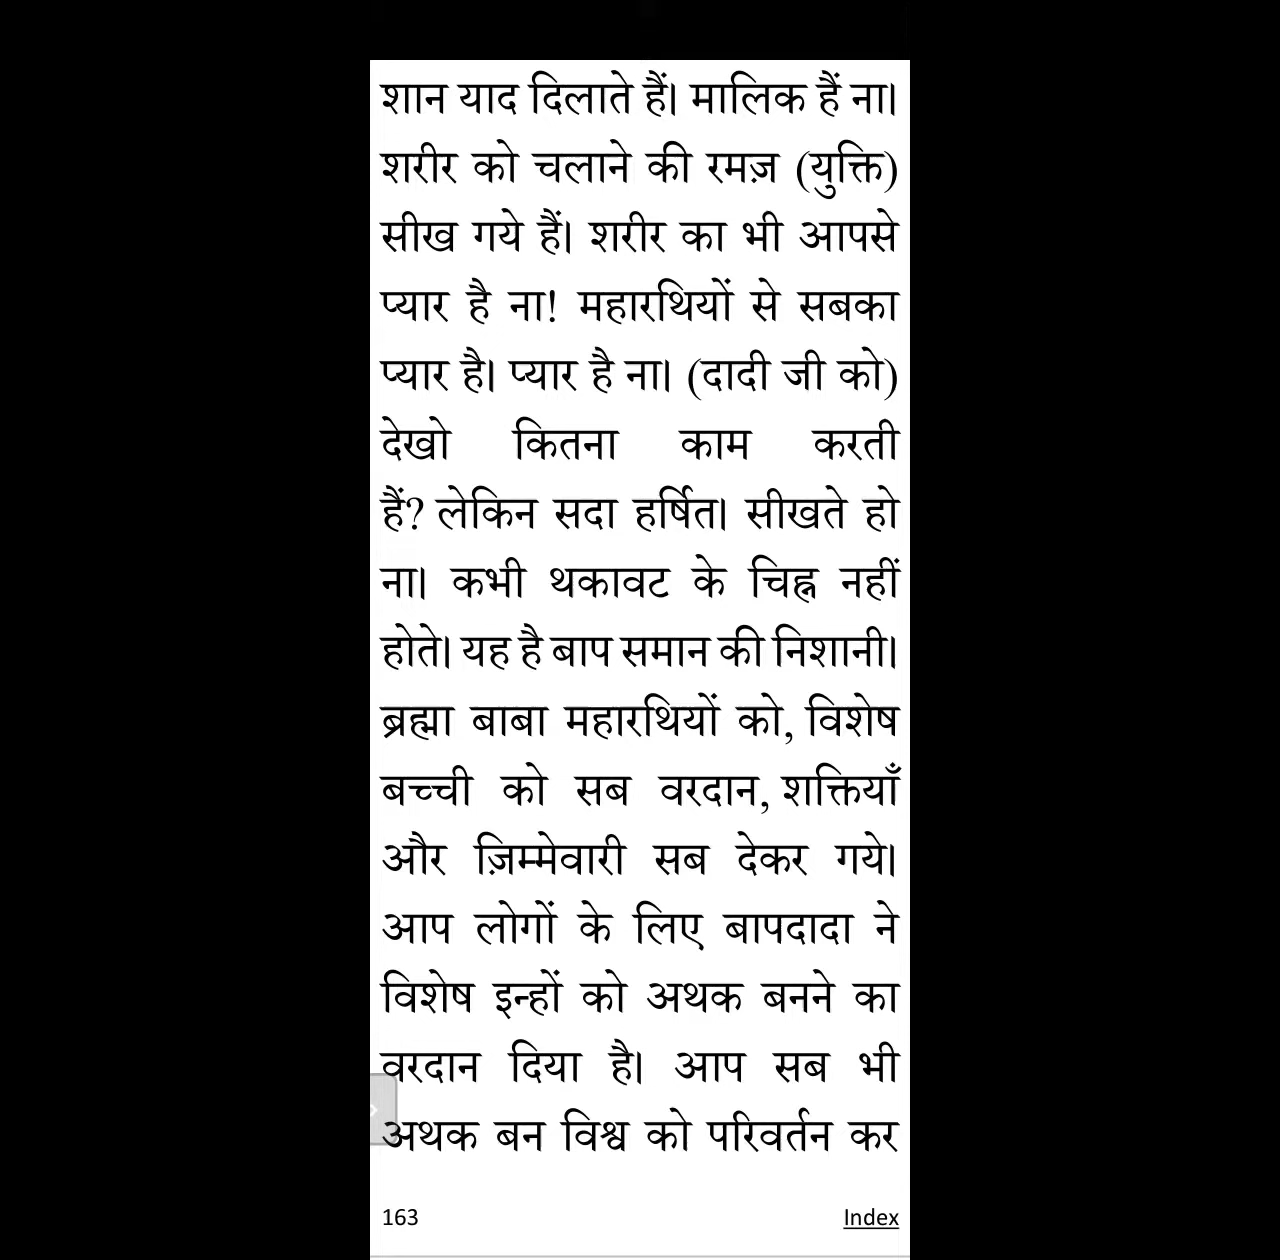 शान याद दिलाते हैं। मालिक हैं ना।
शरीर को चलाने की रमज़ (युक्ति)
सीख गये हैं। शरीर का भी आपसे
प्यार है ना! महारथियों से सबका
प्यार है। प्यार है ना। (दादी जी को)
देखो कितना काम करती
हैं? लेकिन सदा हर्षित। सीखते हो
ना। कभी थकावट के चिह्न नहीं
होते। यह है बाप समान की निशानी।
ब्रह्मा बाबा महारथियों को, विशेष
बच्ची को सब वरदान, शक्तियाँ
और ज़िम्मेवारी सब देकर गये।
आप लोगों के लिए बापदादा ने
विशेष इन्हों को अथक बनने का
वरदान दिया है। आप सब भी
अथक बन विश्व को परिवर्तन कर
163 Index